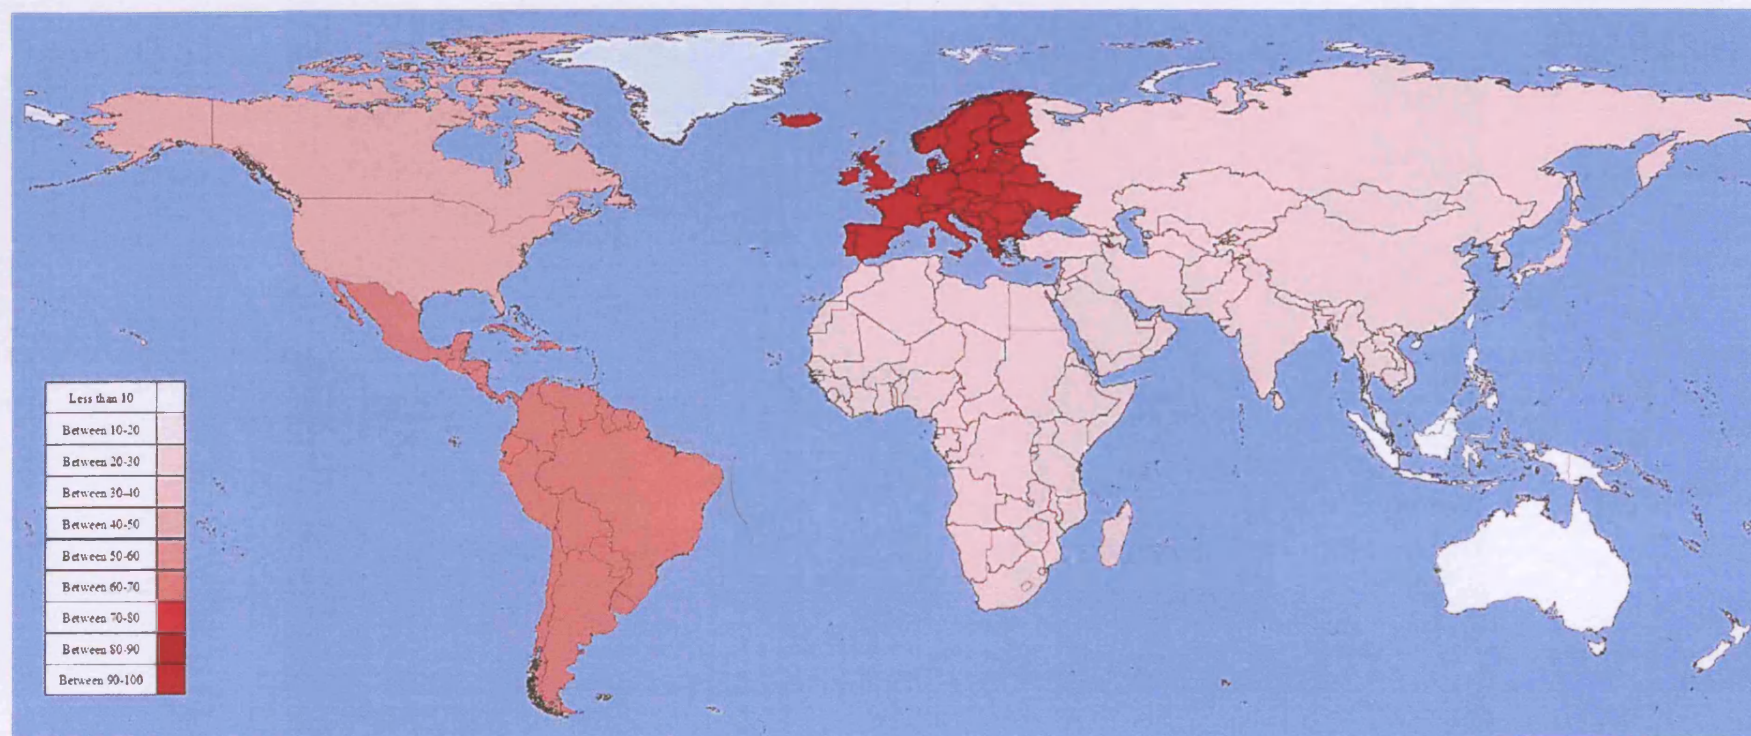 Less than 10
Between 10-20
Between 20-30
Between 30-40
Between 40-50
Between 50-60
Between 60-70
Between 70-80
Between 80-90
Between 90-100